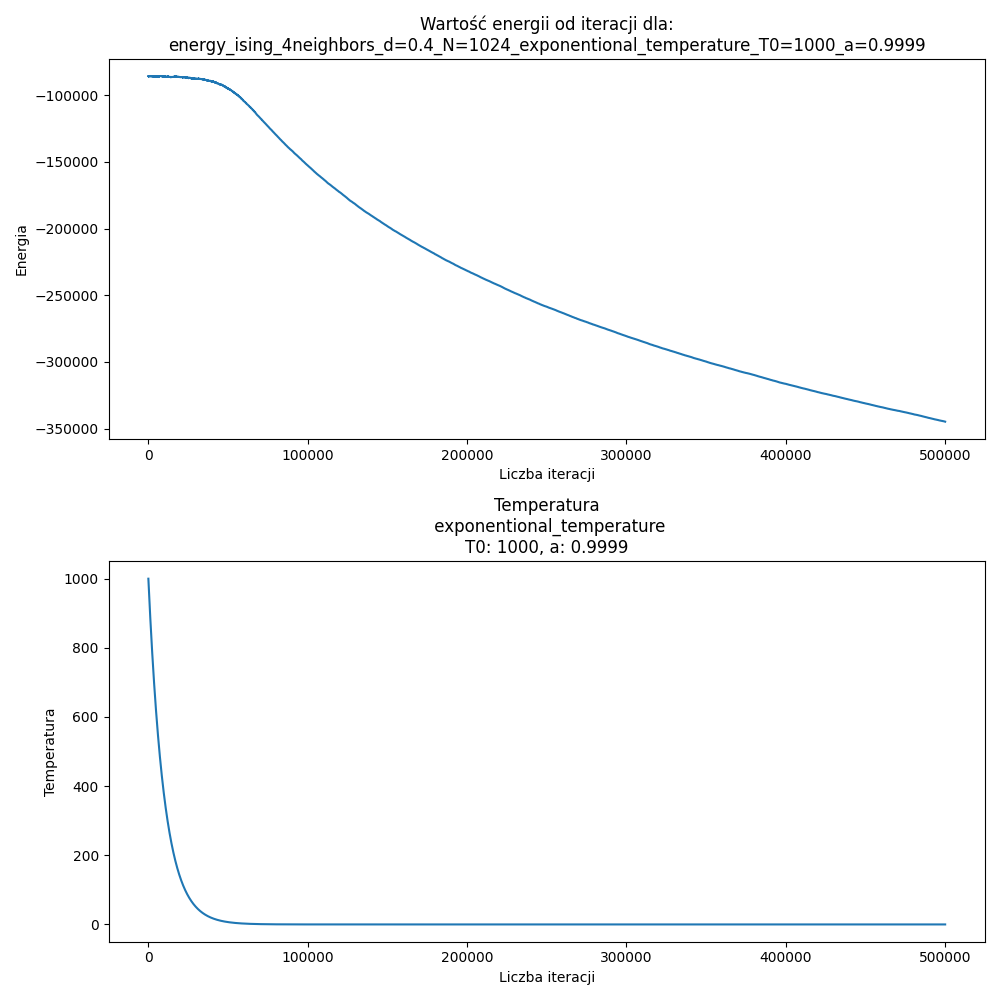 Wartość energii od iteracji dla:
energy_ising_4neighbors_d=0.4_N=1024_exponentional_temperature_T0=1000_a=0.9999
−100000
−150000
−200000
−250000
−300000
−350000
Energia
0
100000
200000
300000
400000
500000
Liczba iteracji
Temperatura
exponentional_temperature
T0: 1000, a: 0.9999
1000
800
600
400
200
0
Temperatura
0
100000
200000
300000
400000
500000
Liczba iteracji